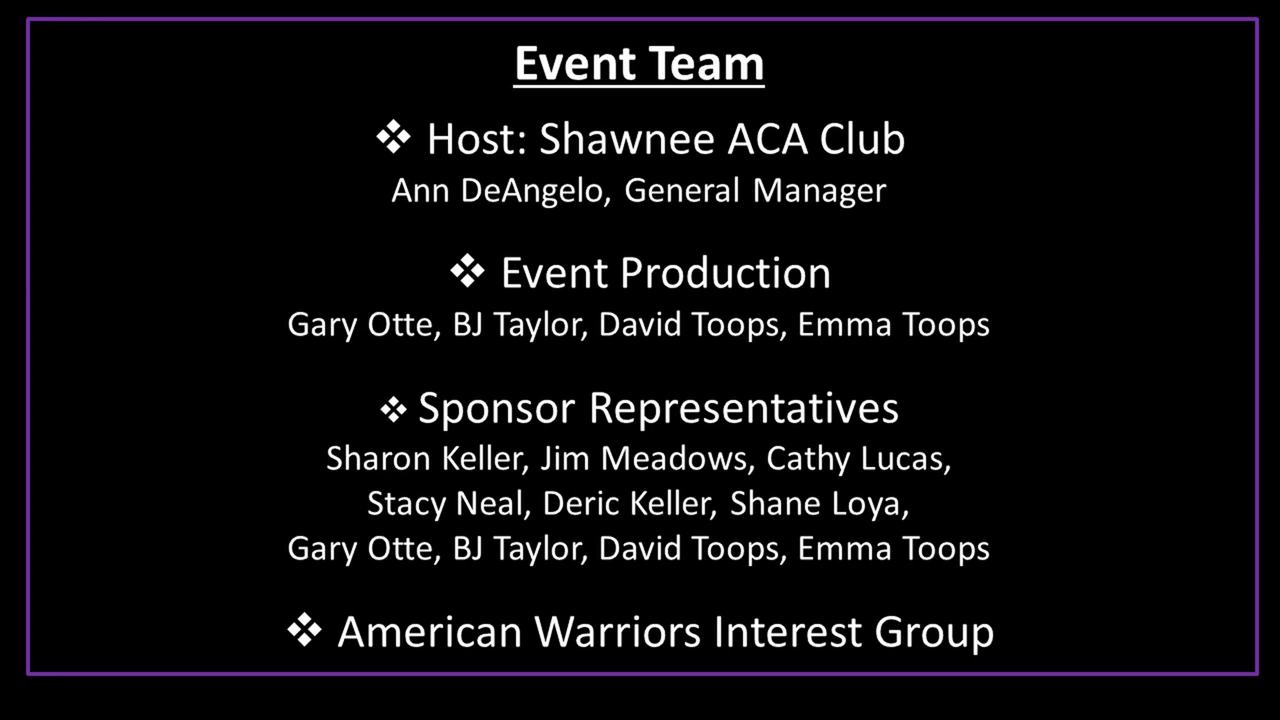 Event Team
❖ Host: Shawnee ACA Club
Ann DeAngelo, General Manager
❖ Event Production
Gary Otte, BJ Taylor, David Toops, Emma Toops
❖ Sponsor Representatives
Sharon Keller, Jim Meadows, Cathy Lucas,
Stacy Neal, Deric Keller, Shane Loya,
Gary Otte, BJ Taylor, David Toops, Emma Toops
❖ American Warriors Interest Group